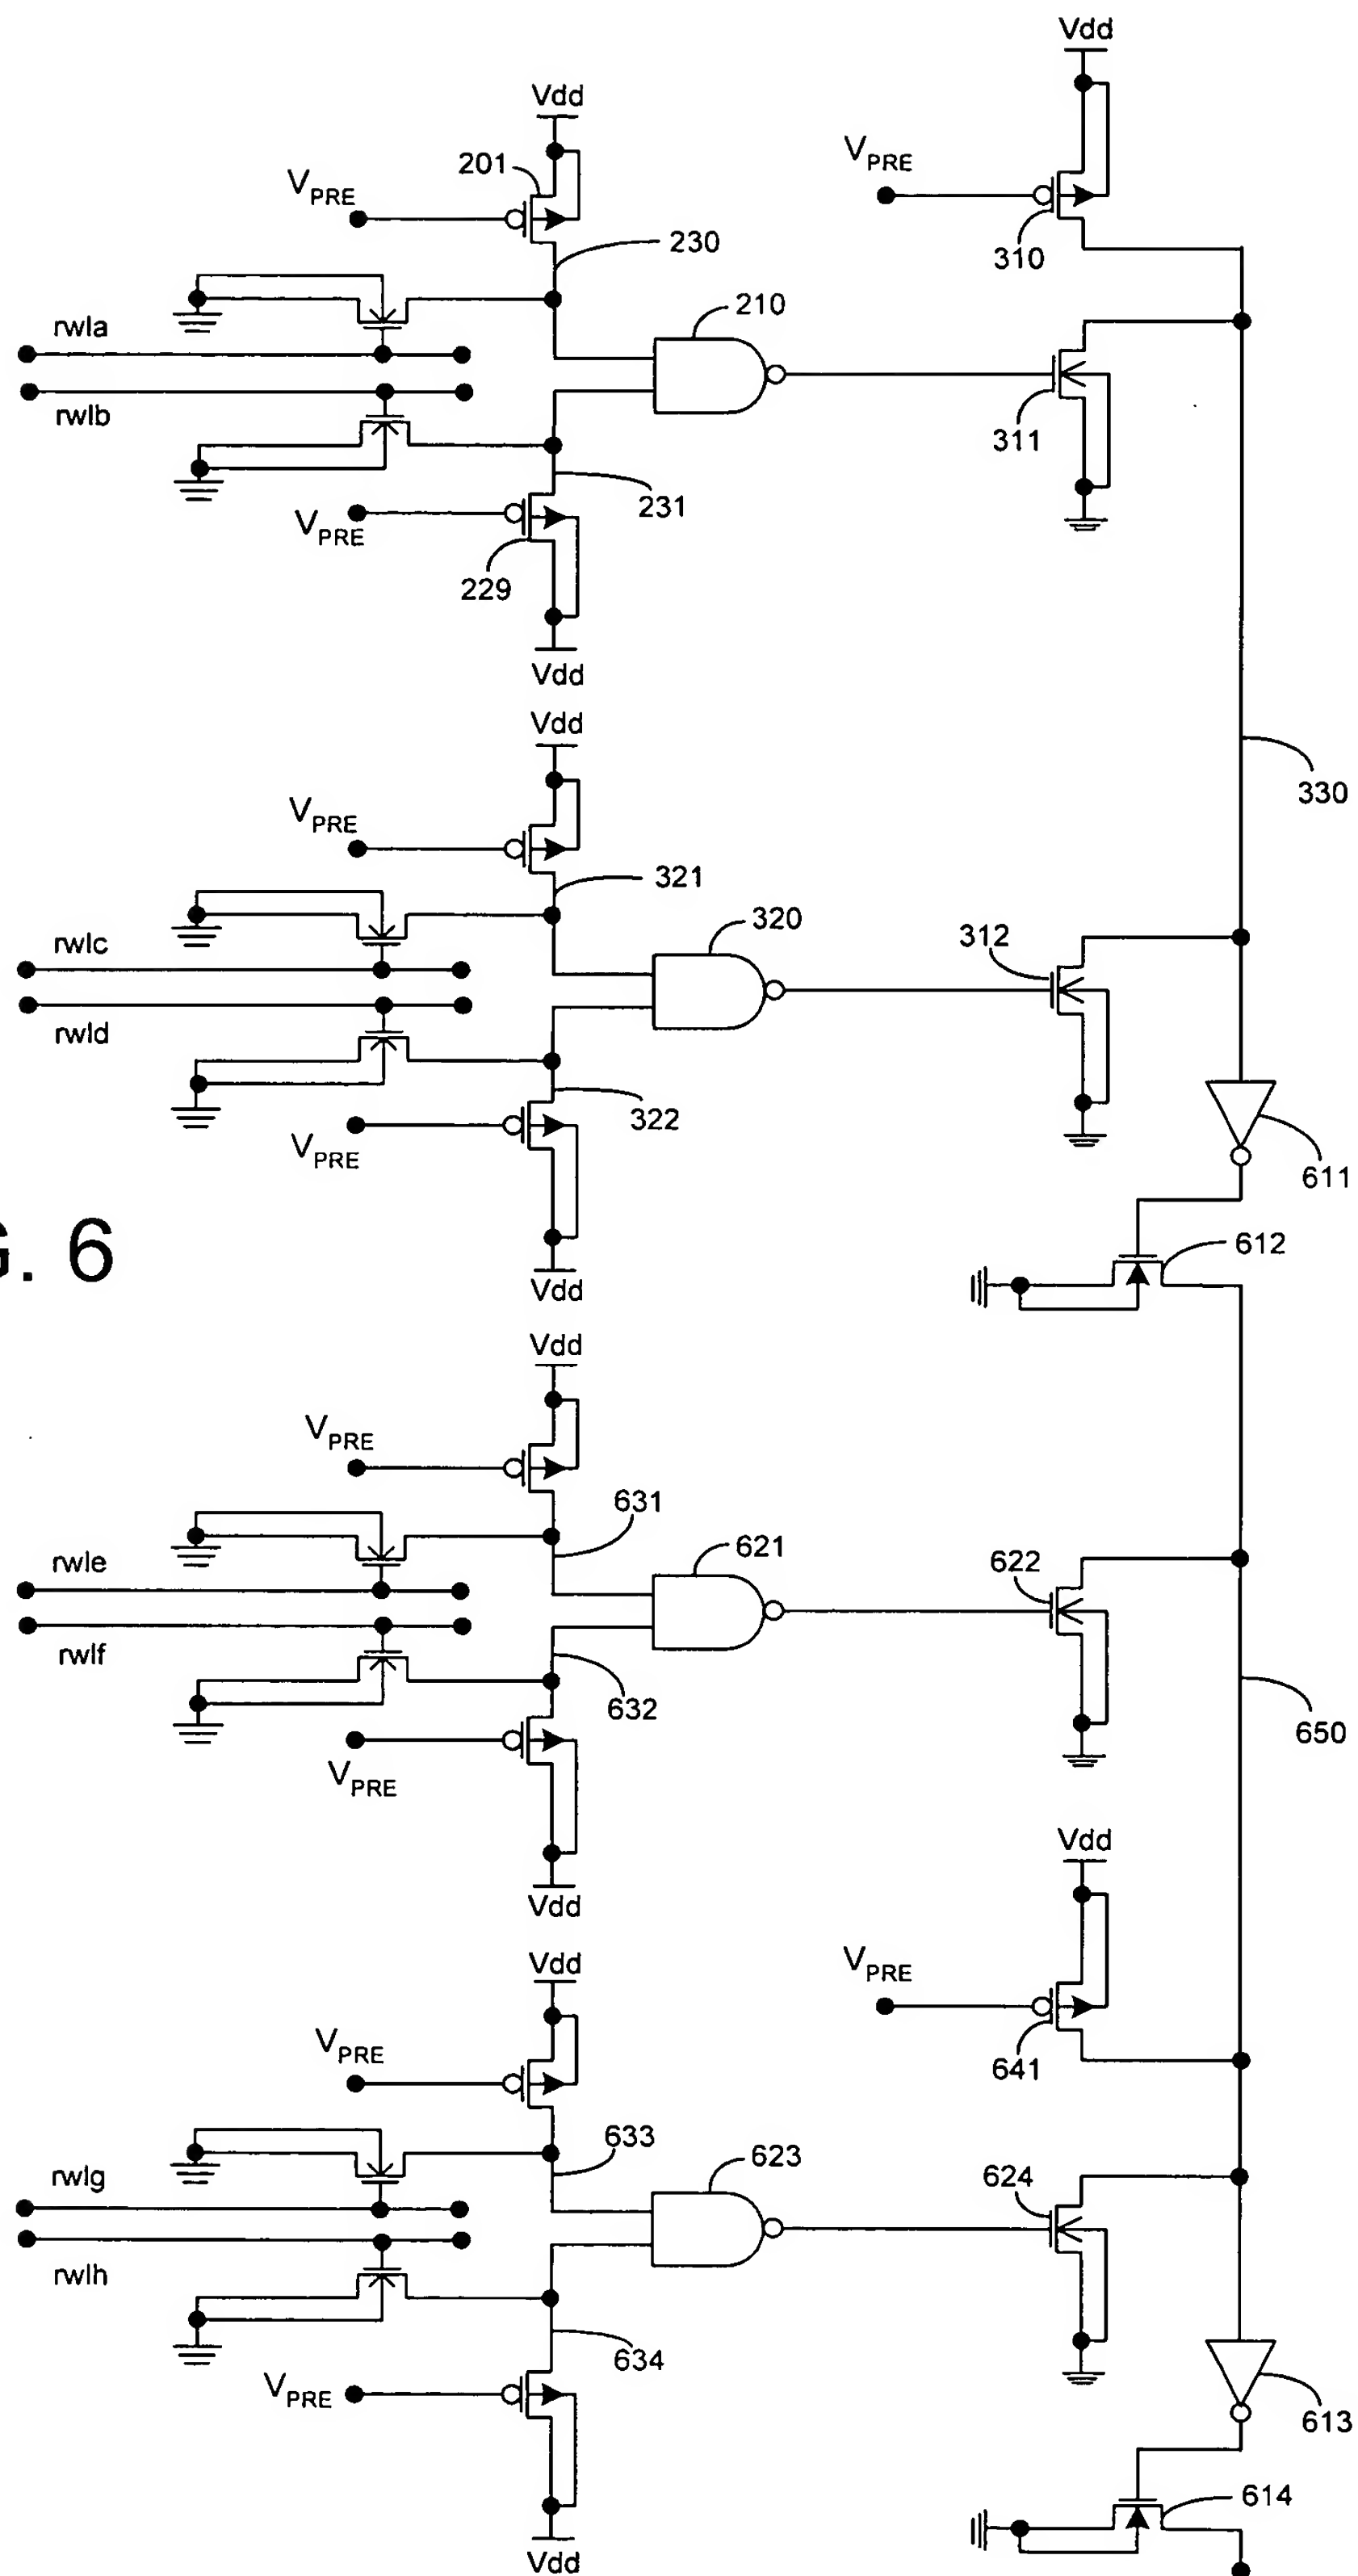 Vdd
Vdd
201
VPRE
VPRE
230
310
210
rwla
rwlb
311
231
VPRE
229
Vdd
Vdd
330
VPRE
321
320
312
rwlc
rwld
322
VPRE
611
G. 6
612
Vdd
Vdd
VPRE
631
621
622
rwle
rwlf
632
650
VPRE
Vdd
Vdd
Vdd
VPRE
VPRE
641
633
623
624
rwlg
rwlh
634
VPRE
613
614
Vdd